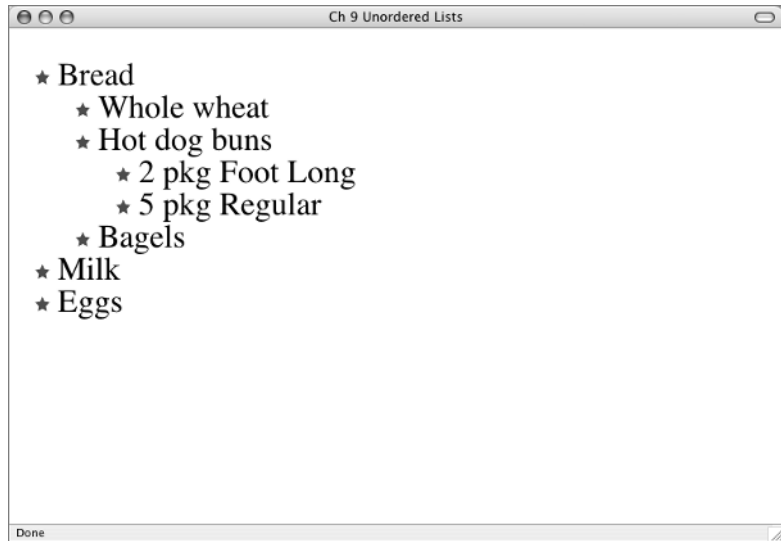 Ch 9 Unordered Lists
Bread
Whole wheat
Hot dog buns
2 pkg Foot Long
5 pkg Regular
Bagels
Milk
Eggs
Done